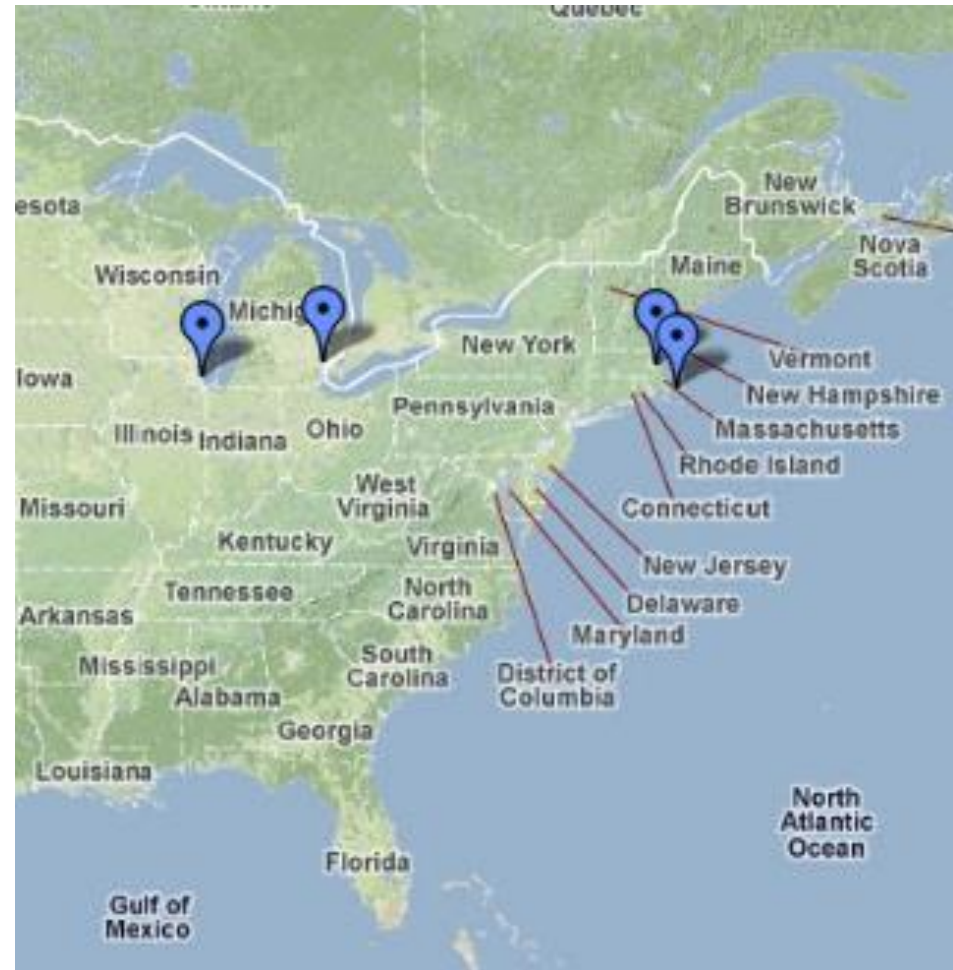 Quebec
esota
New
Brunswick
Nova
Scotia
Maine
Wisconsin
Michig
Vermont
New York
Iowa
New Hampshire
Pennsylvania
Massachusetts
Illinois
Indiana
Ohio
Rhode Island
West
Virginia
Connecticut
Missouri
Kentucky
Virginia
New Jersey
Tennessee
North
Carolina
Delaware
Arkansas
Maryland
Mississippi
South
Carolina
District of
Columbia
Alabama
Georgia
Louisiana
North
Atlantic
Ocean
Florida
Gulf of
Mexico